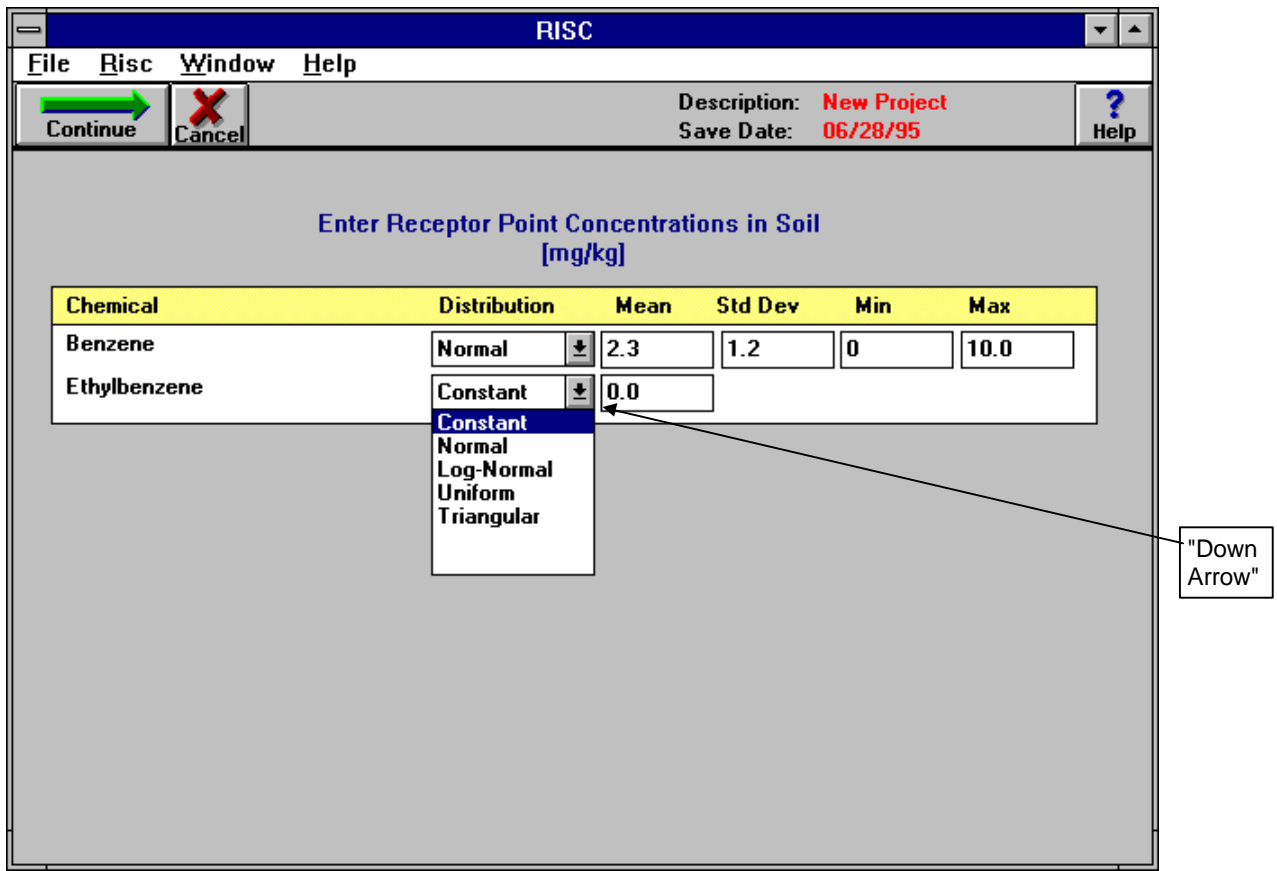 RISC
File Risc Window Help
Continue Cancel Description: New Project Help
Save Date: 06/28/95
Enter Receptor Point Concentrations in Soil
[mg/kg]
Chemical Distribution Mean Std Dev Min Max
Benzene Normal 2.3 1.2 0 10.0
Ethylbenzene Constant 0.0
Constant
Normal
Log-Normal
Uniform
Triangular
"Down
Arrow"